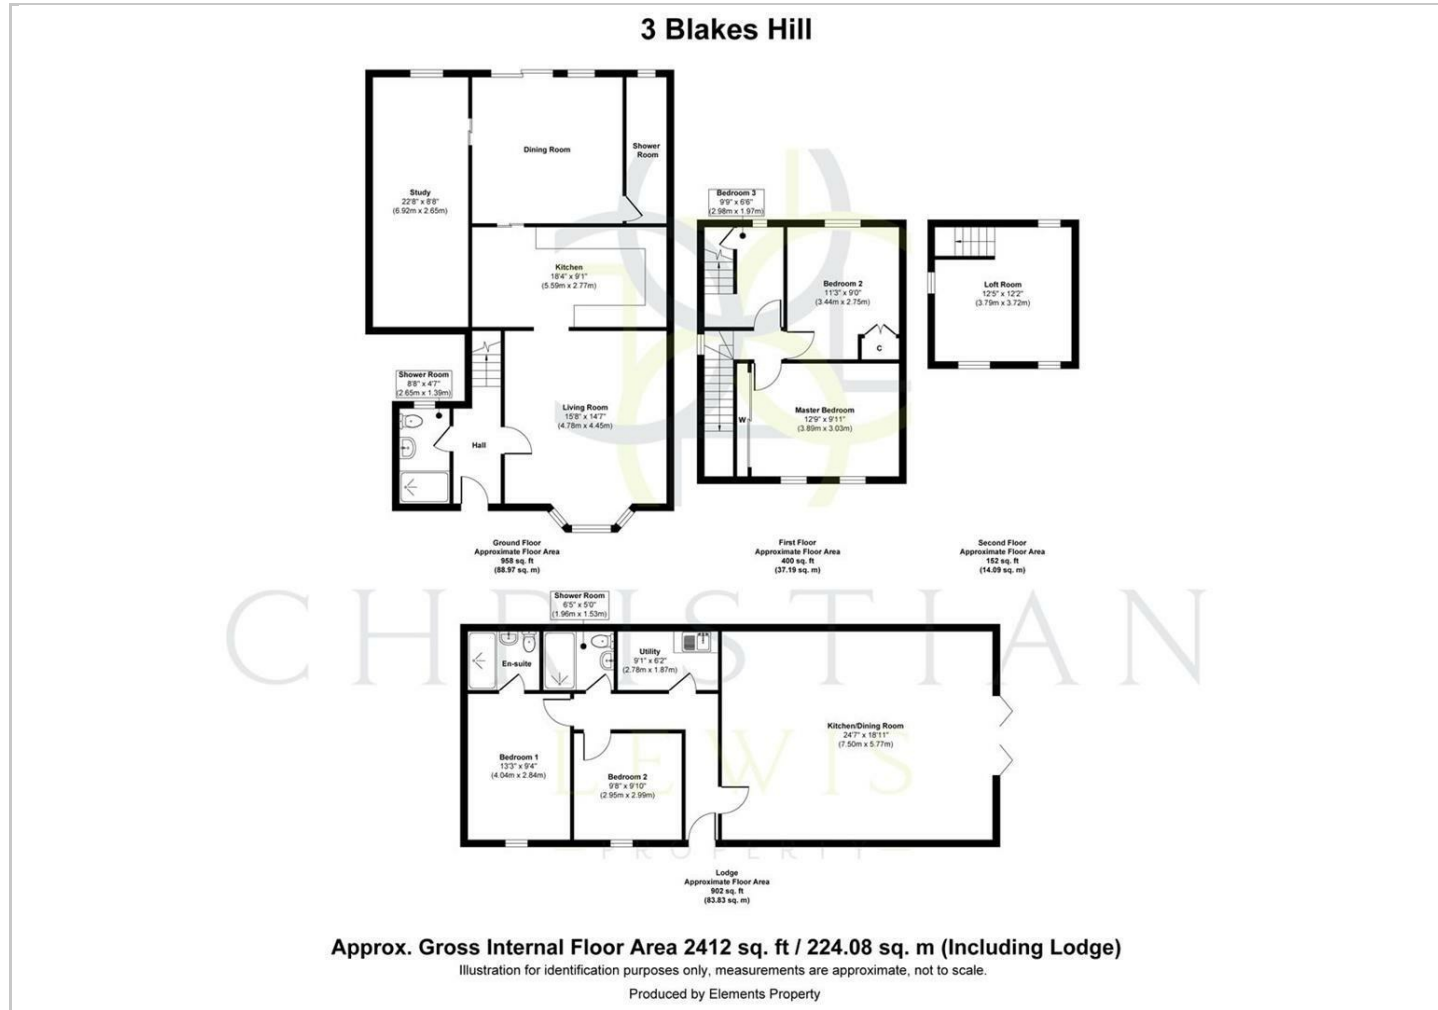 3 Blakes Hill
Study
22'8" x 8'8"
(6.92m x 2.65m)
Dining Room
Shower
Room
Kitchen
18'4" x 9'1"
(5.59m x 2.77m)
Shower Room
8'8" x 4'7"
(2.65m x 1.39m)
Hall
Living Room
15'8" x 14'7"
(4.78m x 4.45m)
Ground Floor
Approximate Floor Area
958 sq. ft
(88.97 sq. m)
Bedroom 3
9'9" x 6'6"
(2.98m x 1.97m)
Bedroom 2
11'3" x 9'0"
(3.44m x 2.75m)
C
W
Master Bedroom
12'9" x 9'11"
(3.89m x 3.03m)
First Floor
Approximate Floor Area
400 sq. ft
(37.19 sq. m)
Loft Room
12'5" x 12'2"
(3.79m x 3.72m)
Second Floor
Approximate Floor Area
152 sq. ft
(14.09 sq. m)
CHRISTIAN
LEWIS
PROPERTY
Shower Room
6'5" x 5'0"
(1.96m x 1.53m)
En-suite
Utility
9'1" x 6'2"
(2.78m x 1.87m)
Bedroom 1
13'3" x 9'4"
(4.04m x 2.84m)
Bedroom 2
9'8" x 9'10"
(2.95m x 2.99m)
Kitchen/Dining Room
24'7" x 18'11"
(7.50m x 5.77m)
Lodge
Approximate Floor Area
902 sq. ft
(83.83 sq. m)
Approx. Gross Internal Floor Area 2412 sq. ft / 224.08 sq. m (Including Lodge)
Illustration for identification purposes only, measurements are approximate, not to scale.
Produced by Elements Property